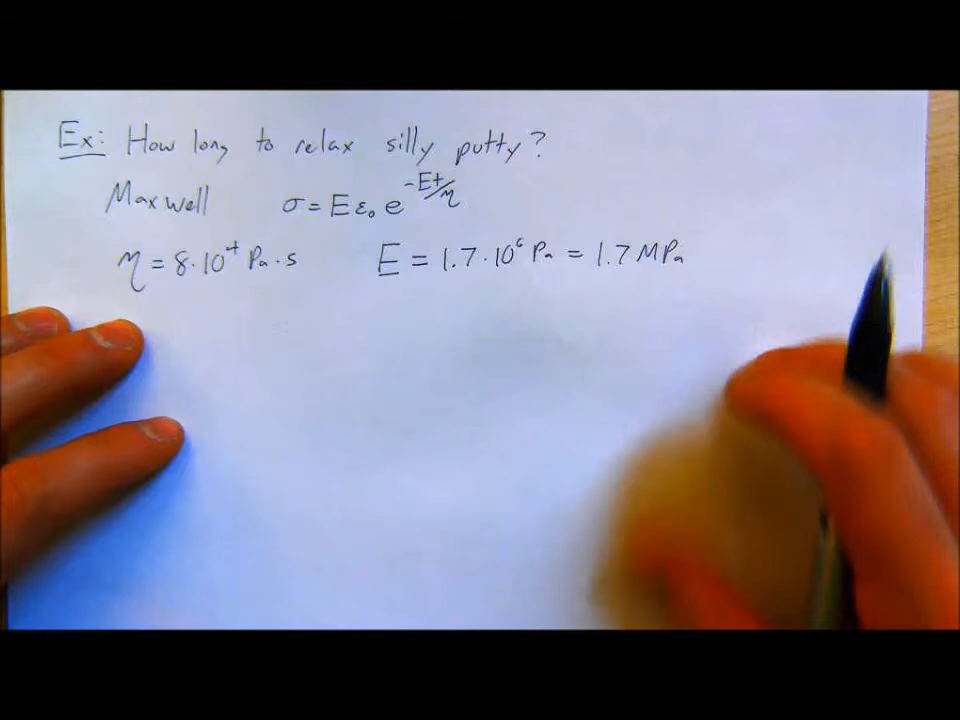 Ex: How long to relax silly putty?
Maxwell σ = E ε₀ e^(-Et/η)
η = 8·10⁴ Pa·s E = 1.7·10⁶ Pa = 1.7 MPa